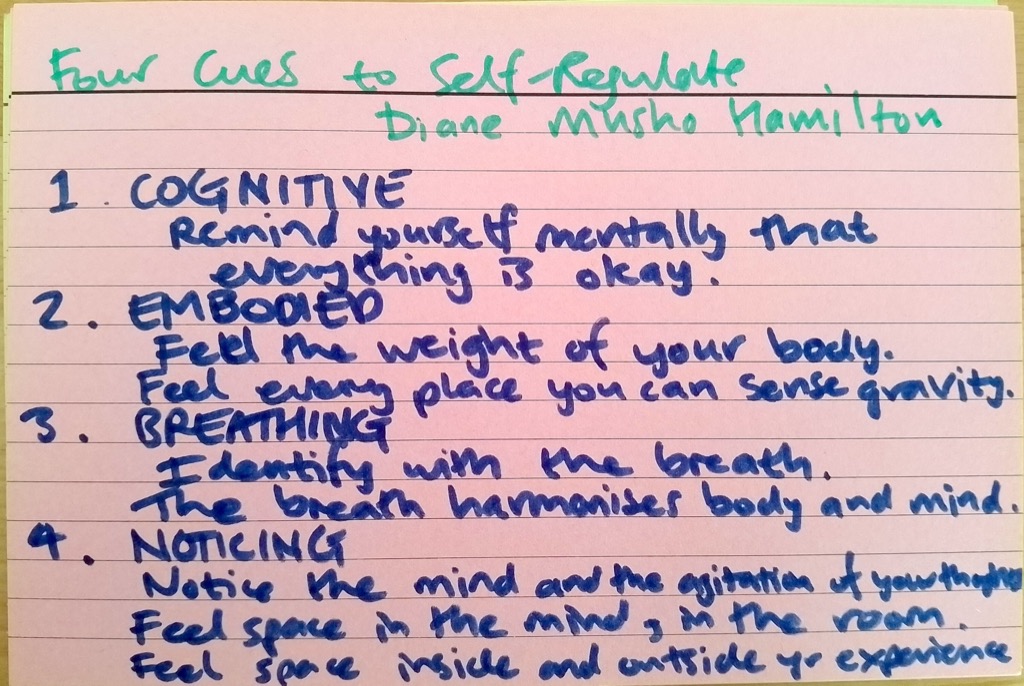 Four Cues to Self-Regulate
Diane Musho Hamilton
1. COGNITIVE
Remind yourself mentally that
everything is okay.
2. EMBODIED
Feel the weight of your body.
Feel every place you can sense gravity.
3. BREATHING
Identify with the breath.
The breath harmonises body and mind.
4. NOTICING
Notice the mind and the agitation of your thoughts
Feel space in the mind, in the room.
Feel space inside and outside yr experience